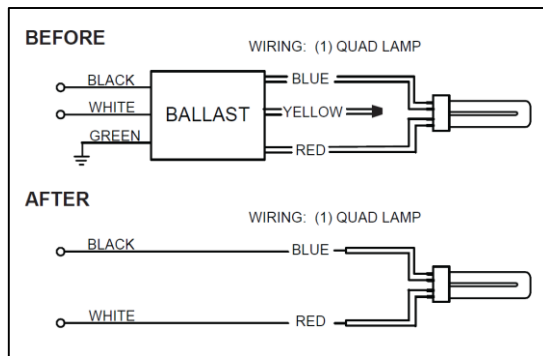 BEFORE
WIRING: (1) QUAD LAMP
BLACK
BLUE
WHITE
BALLAST
YELLOW
GREEN
RED
AFTER
WIRING: (1) QUAD LAMP
BLACK
BLUE
WHITE
RED